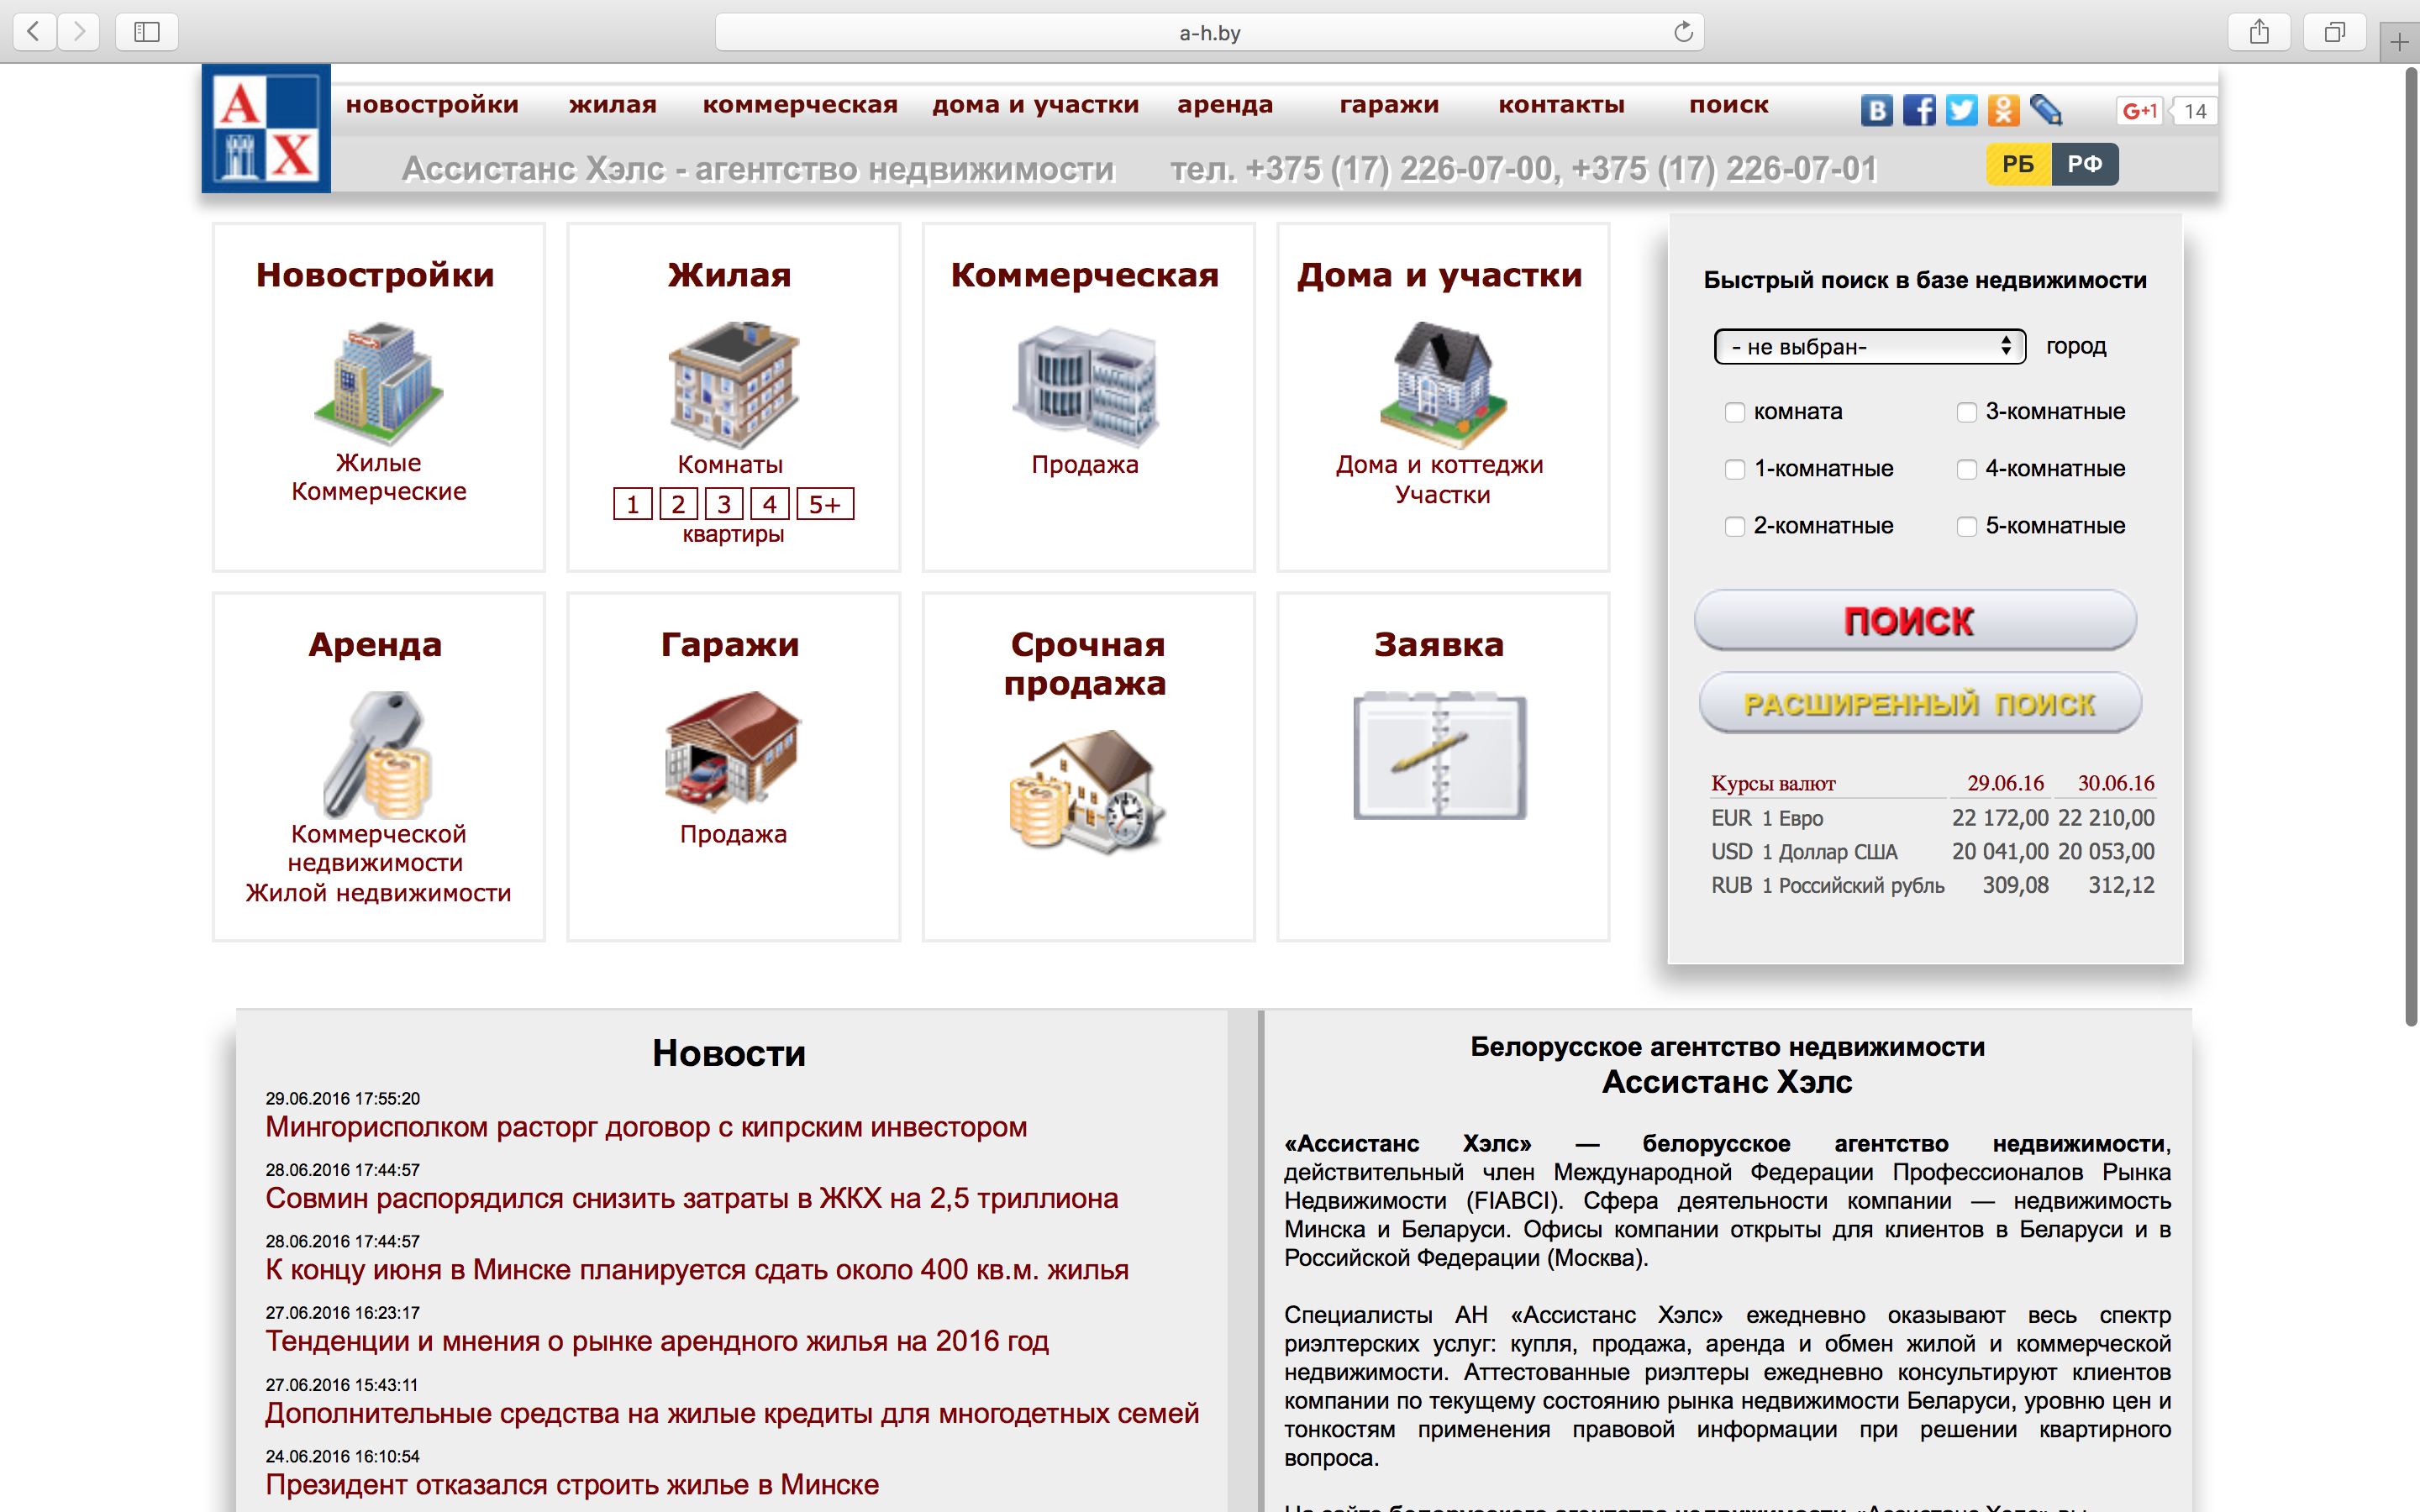 a-h.by
А
Х
новостройки жилая коммерческая дома и участки аренда гаражи контакты поиск
G+1 14
Ассистанс Хэлс - агентство недвижимости тел. +375 (17) 226-07-00, +375 (17) 226-07-01
РБ РФ
Новостройки
Жилые
Коммерческие
Жилая
Комнаты
1 2 3 4 5+
квартиры
Коммерческая
Продажа
Дома и участки
Дома и коттеджи
Участки
Аренда
Коммерческой
недвижимости
Жилой недвижимости
Гаражи
Продажа
Срочная
продажа
Заявка
Быстрый поиск в базе недвижимости
- не выбран- город
комната 3-комнатные
1-комнатные 4-комнатные
2-комнатные 5-комнатные
ПОИСК
РАСШИРЕННЫЙ ПОИСК
Курсы валют 29.06.16 30.06.16
EUR 1 Евро 22 172,00 22 210,00
USD 1 Доллар США 20 041,00 20 053,00
RUB 1 Российский рубль 309,08 312,12
Новости
29.06.2016 17:55:20
Мингорисполком расторг договор с кипрским инвестором
28.06.2016 17:44:57
Совмин распорядился снизить затраты в ЖКХ на 2,5 триллиона
28.06.2016 17:44:57
К концу июня в Минске планируется сдать около 400 кв.м. жилья
27.06.2016 16:23:17
Тенденции и мнения о рынке арендного жилья на 2016 год
27.06.2016 15:43:11
Дополнительные средства на жилые кредиты для многодетных семей
24.06.2016 16:10:54
Президент отказался строить жилье в Минске
Белорусское агентство недвижимости
Ассистанс Хэлс
«Ассистанс Хэлс» — белорусское агентство недвижимости,
действительный член Международной Федерации Профессионалов Рынка
Недвижимости (FIABCI). Сфера деятельности компании — недвижимость
Минска и Беларуси. Офисы компании открыты для клиентов в Беларуси и в
Российской Федерации (Москва).
Специалисты АН «Ассистанс Хэлс» ежедневно оказывают весь спектр
риэлтерских услуг: купля, продажа, аренда и обмен жилой и коммерческой
недвижимости. Аттестованные риэлтеры ежедневно консультируют клиентов
компании по текущему состоянию рынка недвижимости Беларуси, уровню цен и
тонкостям применения правовой информации при решении квартирного
вопроса.
На сайте белорусского агентства недвижимости «Ассистанс Хэлс» вы